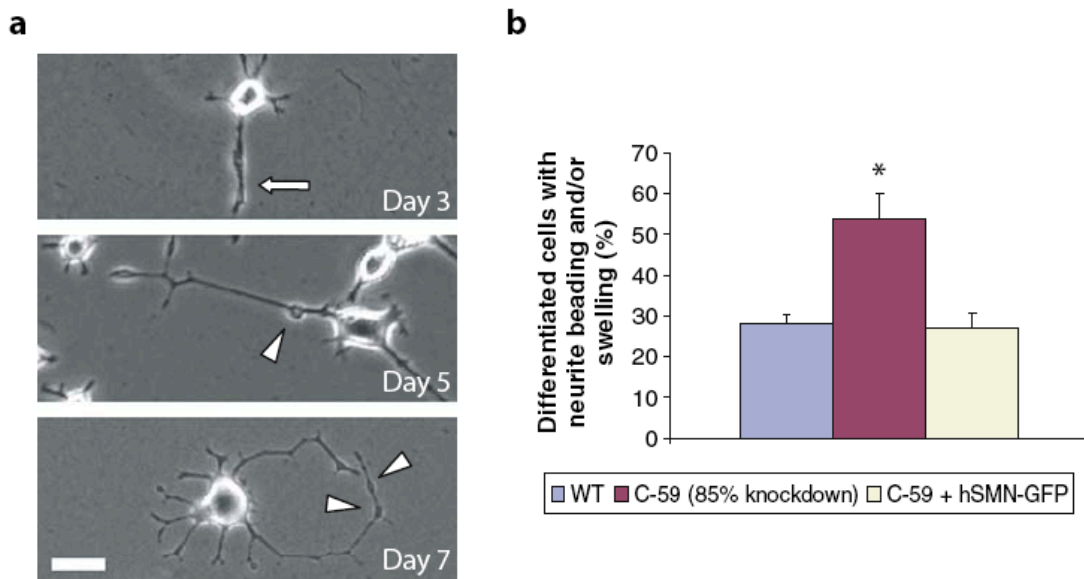 a
Day 3
Day 5
Day 7
b
Differentiated cells with
neurite beading and/or
swelling (%)
70
60
50
40
30
20
10
0
*
WT C-59 (85% knockdown) C-59 + hSMN-GFP